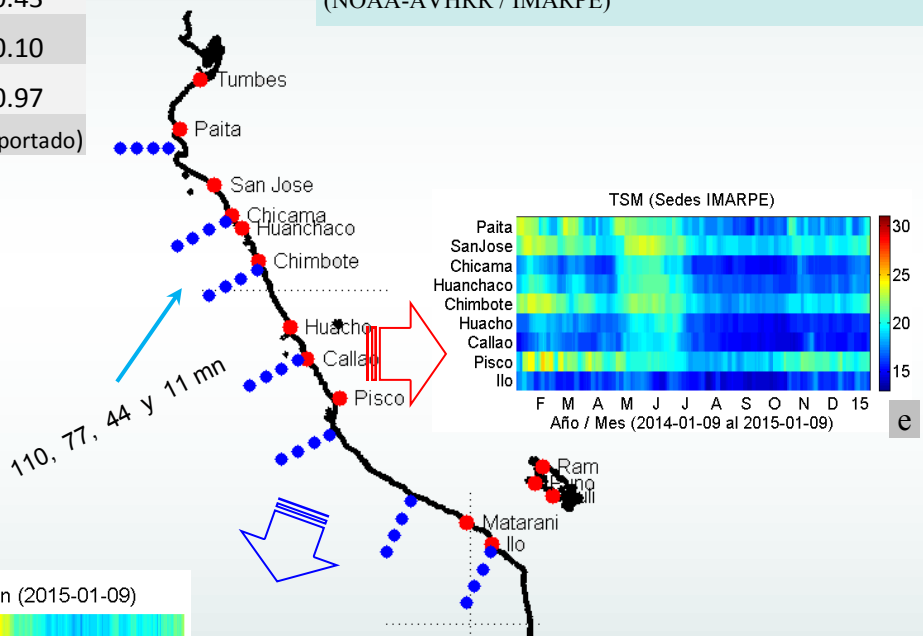 0.10
0.97
portado)
(NOAA-AVHRR / IMARPE)
Tumbes
Paita
San Jose
Chicama
Huanchaco
Chimbote
Huacho
Callao
Pisco
110, 77, 44 y 11 mn
Ram
Matarani
Ilo
TSM (Sedes IMARPE)
Paita
SanJose
Chicama
Huanchaco
Chimbote
Huacho
Callao
Pisco
Ilo
30
25
20
15
F M A M J J A S O N D 15
Año / Mes (2014-01-09 al 2015-01-09)
e
n (2015-01-09)